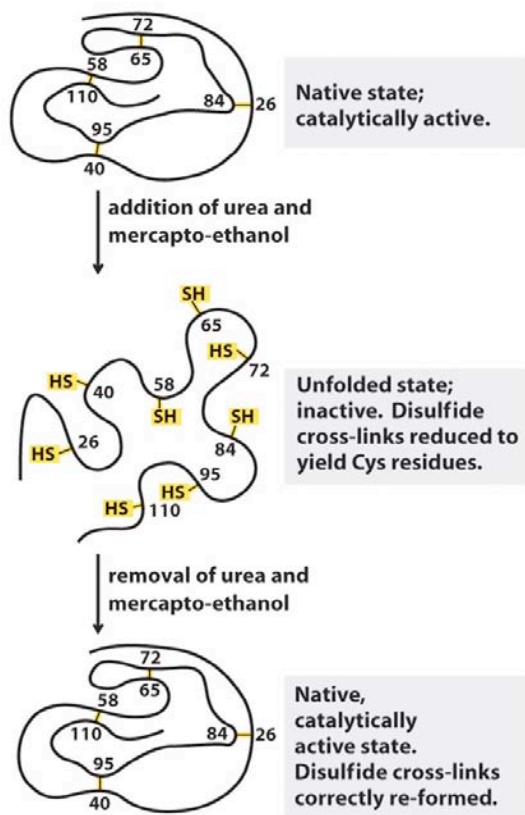 72
65
58
110
84
26
95
40
Native state;
catalytically active.
addition of urea and
mercapto-ethanol
SH
65
HS
72
HS
40
58
SH
SH
84
26
HS
95
HS
HS
110
Unfolded state;
inactive. Disulfide
cross-links reduced to
yield Cys residues.
removal of urea and
mercapto-ethanol
72
65
58
110
84
26
95
40
Native,
catalytically
active state.
Disulfide cross-links
correctly re-formed.